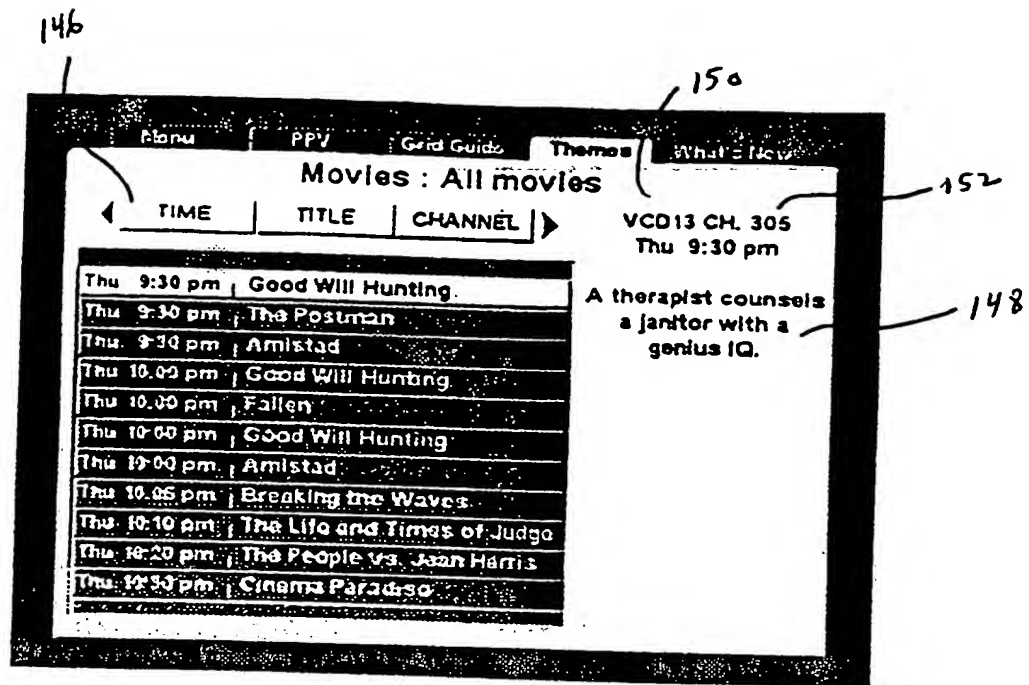 146
150
Menu PPV Grid Guide Themes What's New
Movies : All movies
152
TIME TITLE CHANNEL
VCD13 CH. 305
Thu 9:30 pm
Thu 9:30 pm Good Will Hunting
A therapist counsels
a janitor with a
genius IQ.
148
Thu 9:30 pm The Postman
Thu 9:30 pm Amistad
Thu 10:00 pm Good Will Hunting
Thu 10:00 pm Fallen
Thu 10:00 pm Good Will Hunting
Thu 10:00 pm Amistad
Thu 10:05 pm Breaking the Waves
Thu 10:10 pm The Life and Times of Judge
Thu 10:20 pm The People vs. Jean Harris
Thu 10:30 pm Cinema Paradiso